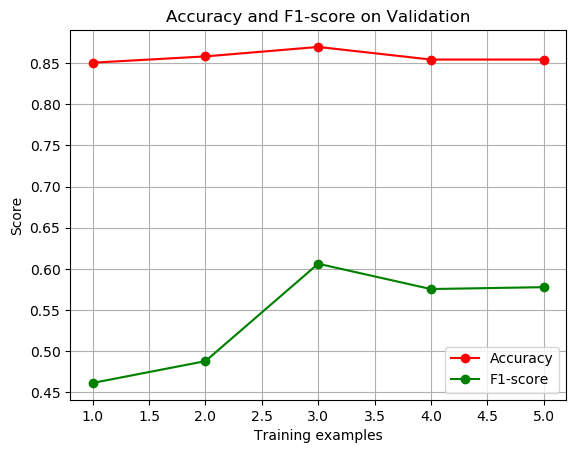 Accuracy and F1-score on Validation
0.85
0.80
0.75
0.70
0.65
0.60
0.55
0.50
0.45
Score
Accuracy
F1-score
1.0 1.5 2.0 2.5 3.0 3.5 4.0 4.5 5.0
Training examples